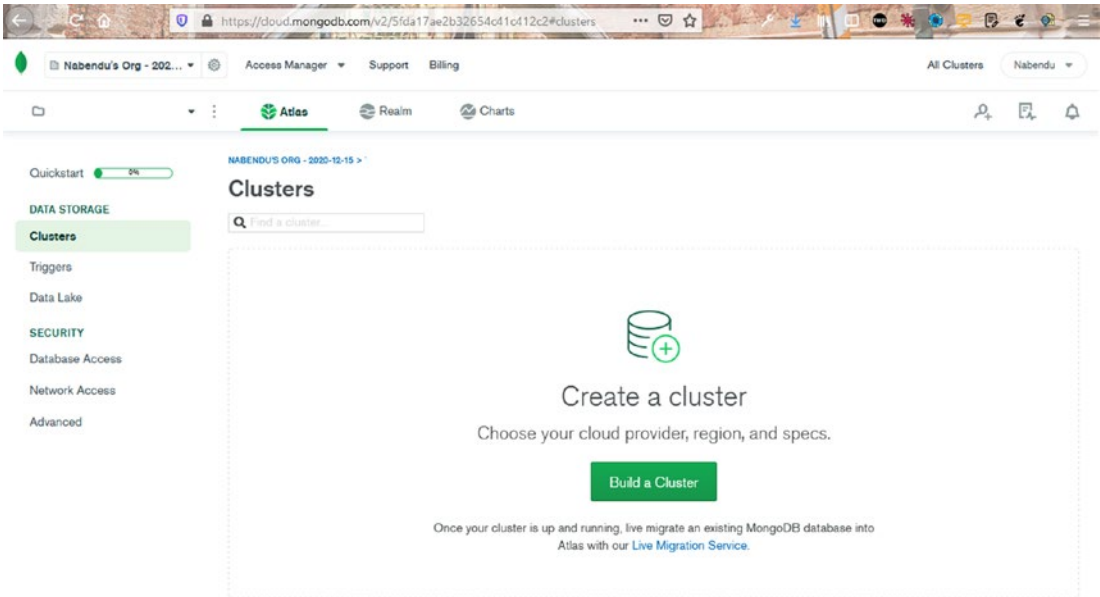 https://cloud.mongodb.com/v2/5fda17ae2b32654c41c412c2#clusters
Nabendu's Org - 202... Access Manager Support Billing All Clusters Nabendu
Atlas Realm Charts
Quickstart 0%
NABENDU'S ORG - 2020-12-15 >
Clusters
Find a cluster...
DATA STORAGE
Clusters
Triggers
Data Lake
SECURITY
Database Access
Network Access
Advanced
Create a cluster
Choose your cloud provider, region, and specs.
Build a Cluster
Once your cluster is up and running, live migrate an existing MongoDB database into
Atlas with our Live Migration Service.